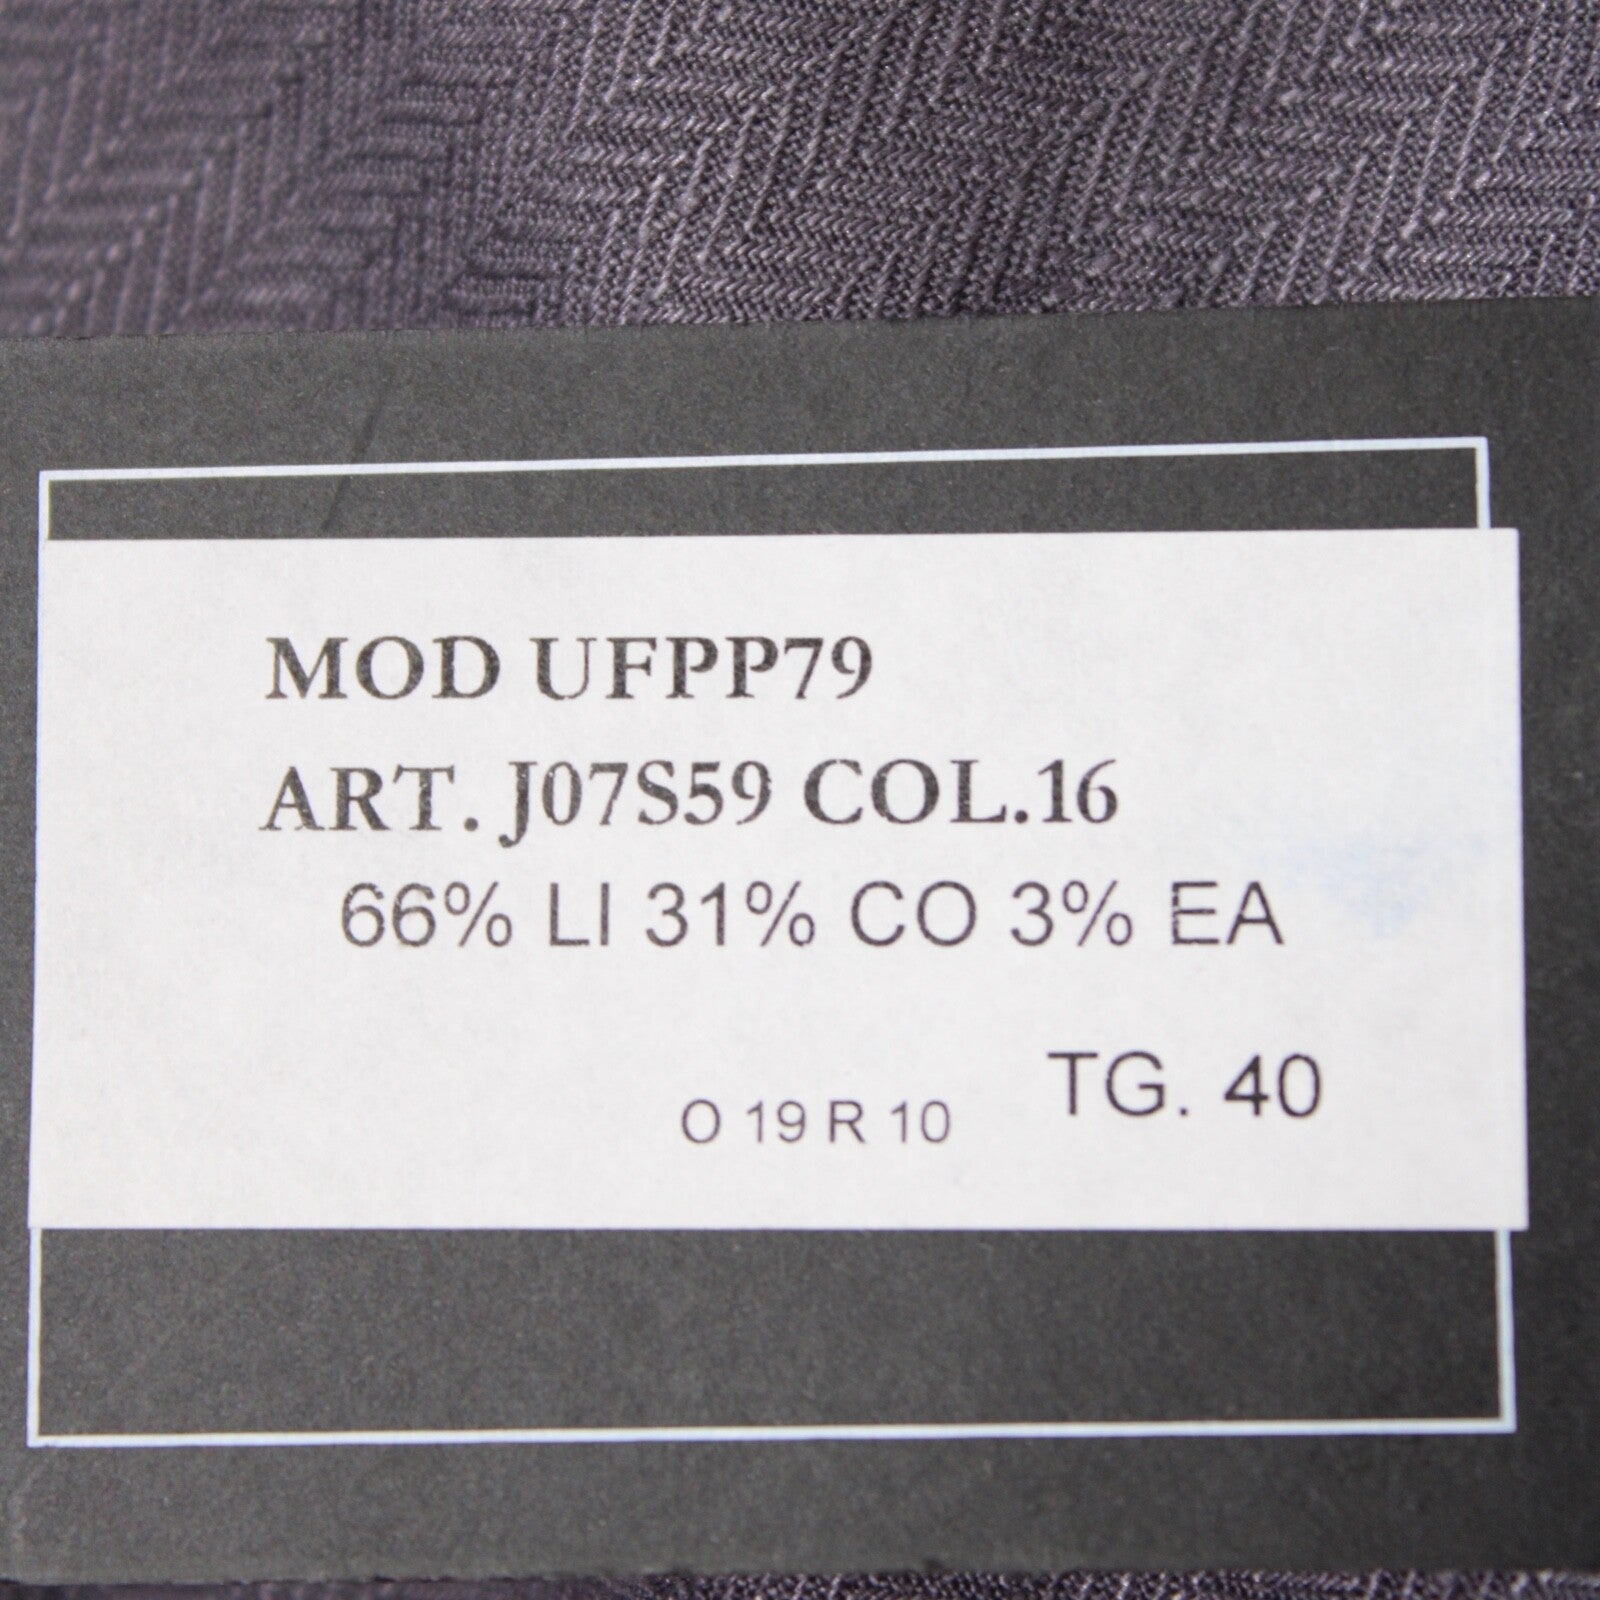 MOD UFPP79
ART. J07S59 COL.16
66% LI 31% CO 3% EA
O 19 R 10 TG. 40